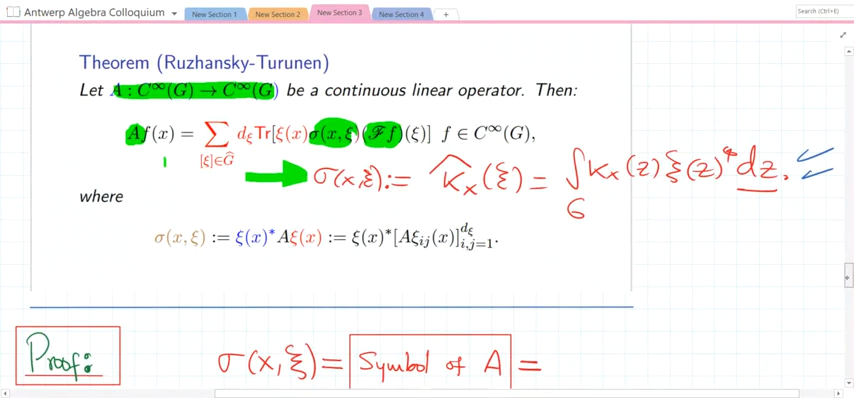 Antwerp Algebra Colloquium
New Section 1
New Section 2
New Section 3
New Section 4
+
Search (Ctrl+E)
Theorem (Ruzhansky-Turunen)
Let A : C^∞(G) → C^∞(G) be a continuous linear operator. Then:
Af(x) = ∑_{[ξ]∈Ĝ} d_ξ Tr[ξ(x)σ(x, ξ)(ℱf)(ξ)] f ∈ C^∞(G),
σ(x,ξ) := K̂_x(ξ) = ∫_G K_x(z) ξ(z)^* dz.
where
σ(x, ξ) := ξ(x)^* Aξ(x) := ξ(x)^* [Aξ_{ij}(x)]_{i,j=1}^{d_ξ}.
Proof:
σ(x,ξ) = Symbol of A =